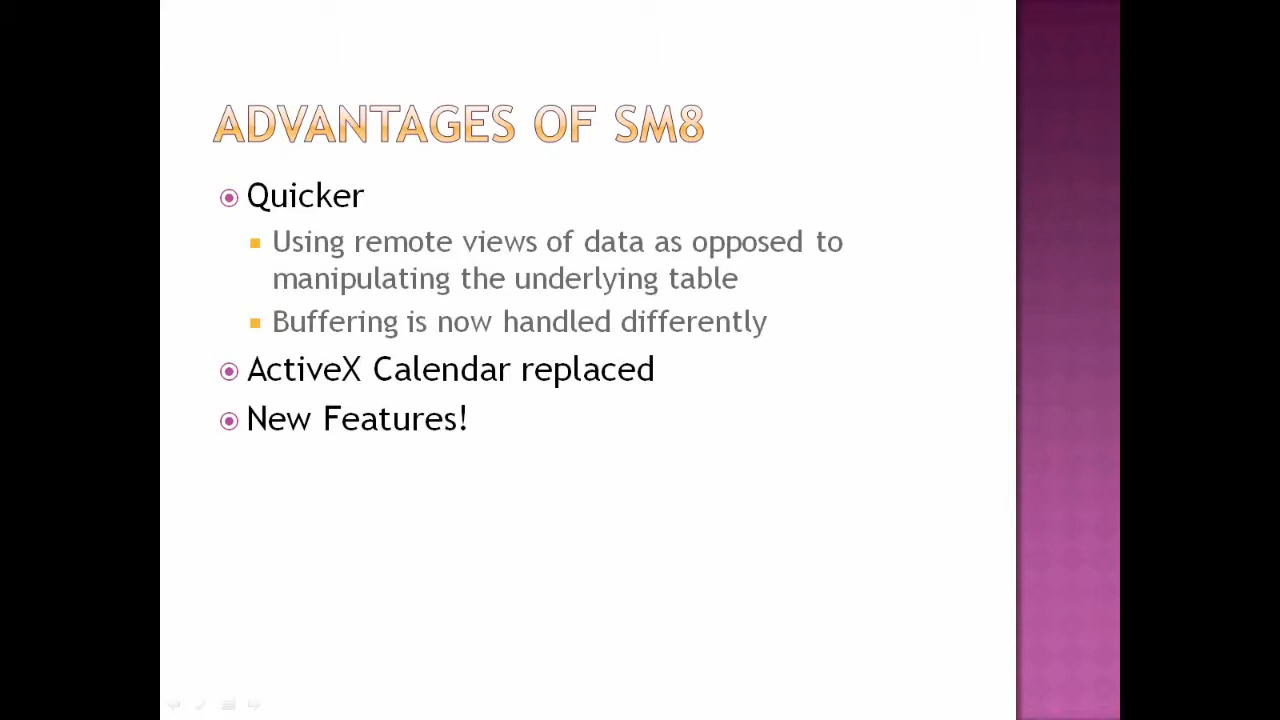 ADVANTAGES OF SM8
Quicker
Using remote views of data as opposed to
manipulating the underlying table
Buffering is now handled differently
ActiveX Calendar replaced
New Features!